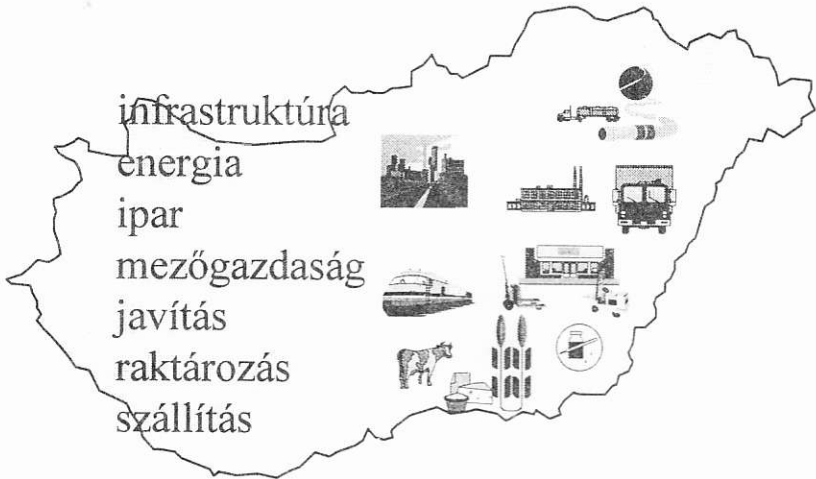 infrastruktúra
energia
ipar
mezőgazdaság
javítás
raktározás
szállítás